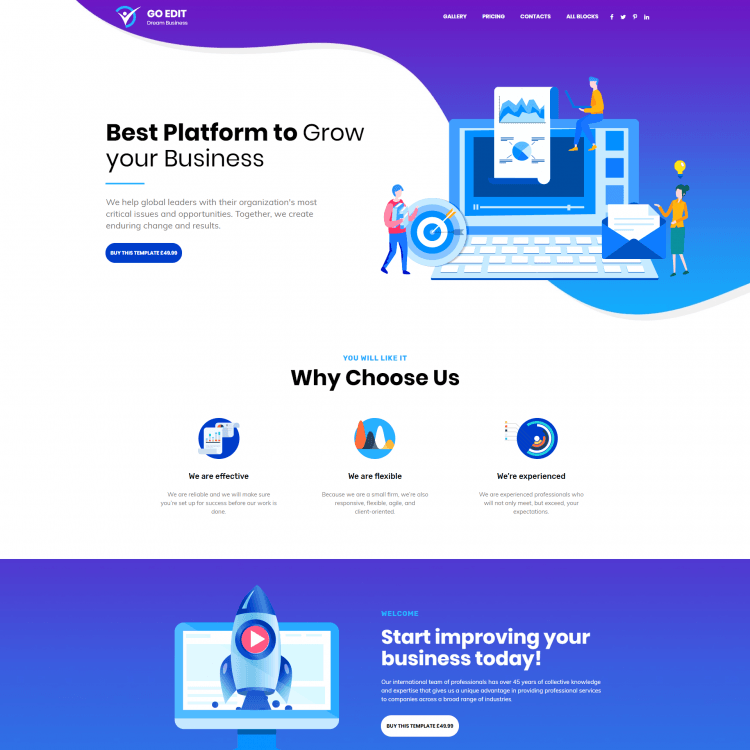 GO EDIT
Dream Business
GALLERY PRICING CONTACTS ALL BLOCKS
Best Platform to Grow
your Business
We help global leaders with their organization's most
critical issues and opportunities. Together, we create
enduring change and results.
BUY THIS TEMPLATE £49.99
YOU WILL LIKE IT
Why Choose Us
We are effective
We are reliable and we will make sure
you're set up for success before our work is
done.
We are flexible
Because we are a small firm, we're also
responsive, flexible, agile, and
client-oriented.
We're experienced
We are experienced professionals who
will not only meet, but exceed, your
expectations.
WELCOME
Start improving your
business today!
Our international team of professionals has over 45 years of collective knowledge
and expertise that gives us a unique advantage in providing professional services
to companies across a broad range of industries.
BUY THIS TEMPLATE £49.99